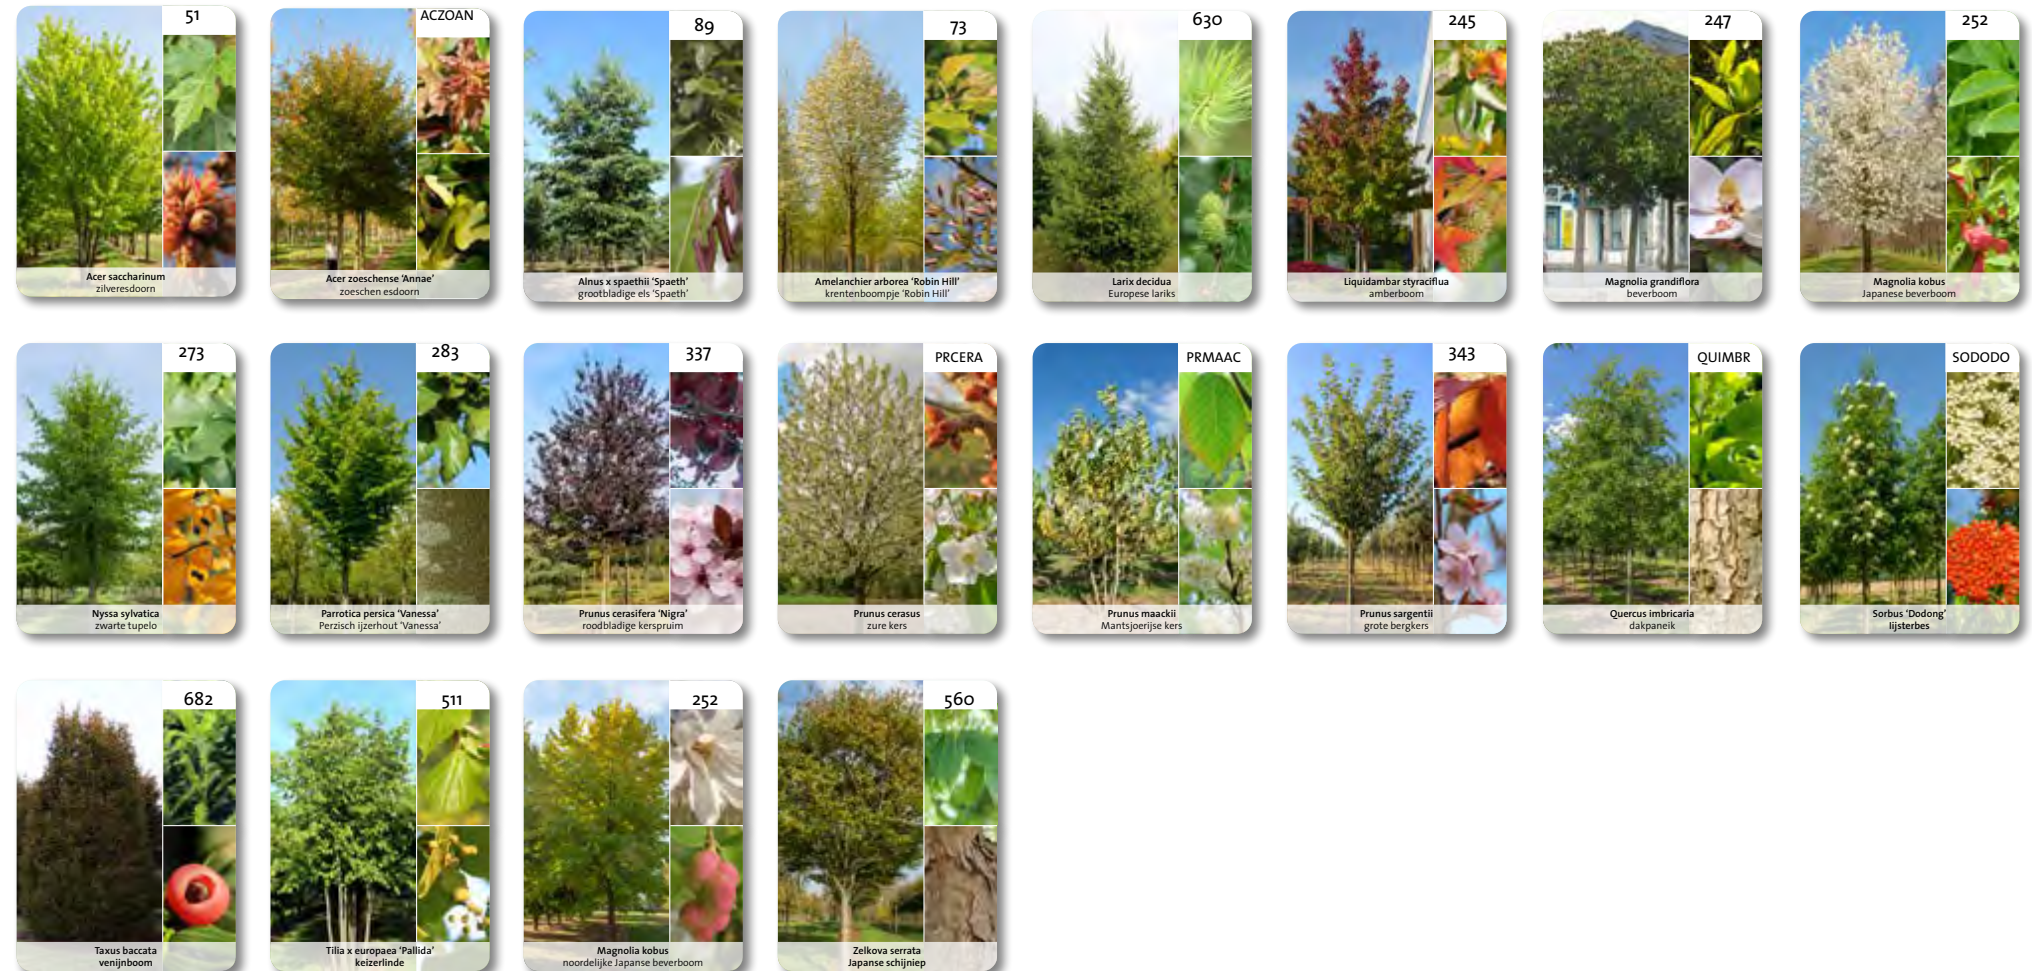 51
Acer saccharinum
zilveresdoorn
ACZOAN
Acer zoeschense ‘Annae’
zoeschen esdoorn
89
Alnus x spaethii ‘Spaeth’
grootbladige els ‘Spaeth’
73
Amelanchier arborea ‘Robin Hill’
krentenboompje ‘Robin Hill’
630
Larix decidua
Europese lariks
245
Liquidambar styraciflua
amberboom
247
Magnolia grandiflora
beverboom
252
Magnolia kobus
Japanese beverboom
273
Nyssa sylvatica
zwarte tupelo
283
Parrotica persica ‘Vanessa’
Perzisch ijzerhout ‘Vanessa’
337
Prunus cerasifera ‘Nigra’
roodbladige kerspruim
PRCERA
Prunus cerasus
zure kers
PRMAAC
Prunus maackii
Mantsjoerijse kers
343
Prunus sargentii
grote bergkers
QUIMBR
Quercus imbricaria
dakpaneik
SODODO
Sorbus ‘Dodong’
lijsterbes
682
Taxus baccata
venijnboom
511
Tilia x europaea ‘Pallida’
keizerlinde
252
Magnolia kobus
noordelijke Japanse beverboom
560
Zelkova serrata
Japanse schijniep